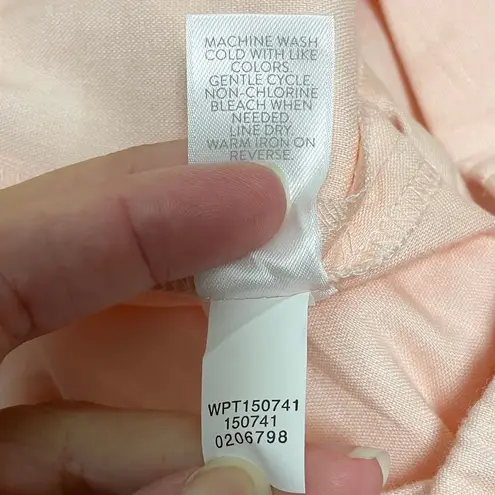 MACHINE WASH
COLD WITH LIKE
COLORS.
GENTLE CYCLE.
NON-CHLORINE
BLEACH WHEN
NEEDED.
LINE DRY.
WARM IRON ON
REVERSE.
WPT150741
150741
0206798